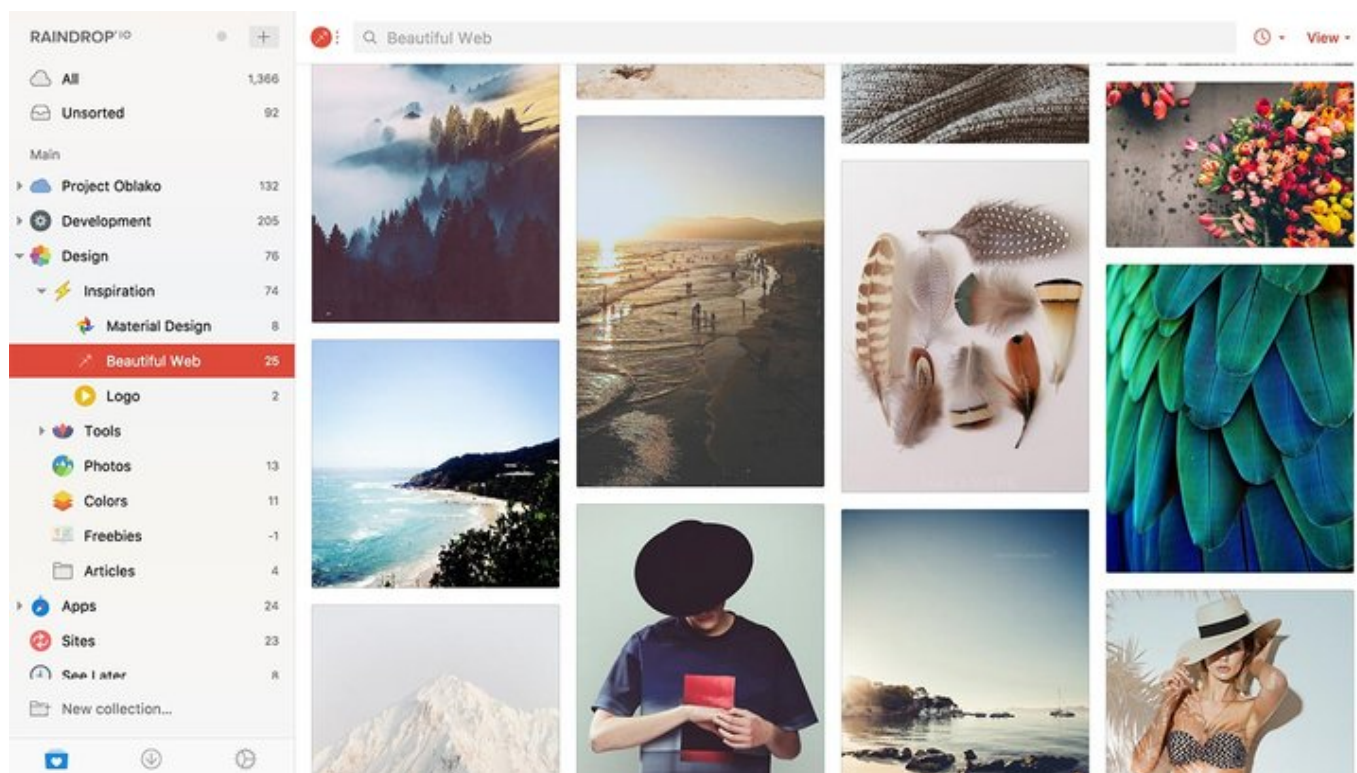 RAINDROP.IO
+
Beautiful Web
View
All 1,366
Unsorted 92
Main
Project Oblako 132
Development 205
Design 76
Inspiration 74
Material Design 8
Beautiful Web 25
Logo 2
Tools
Photos 13
Colors 11
Freebies -1
Articles 4
Apps 24
Sites 23
See Later 8
New collection...